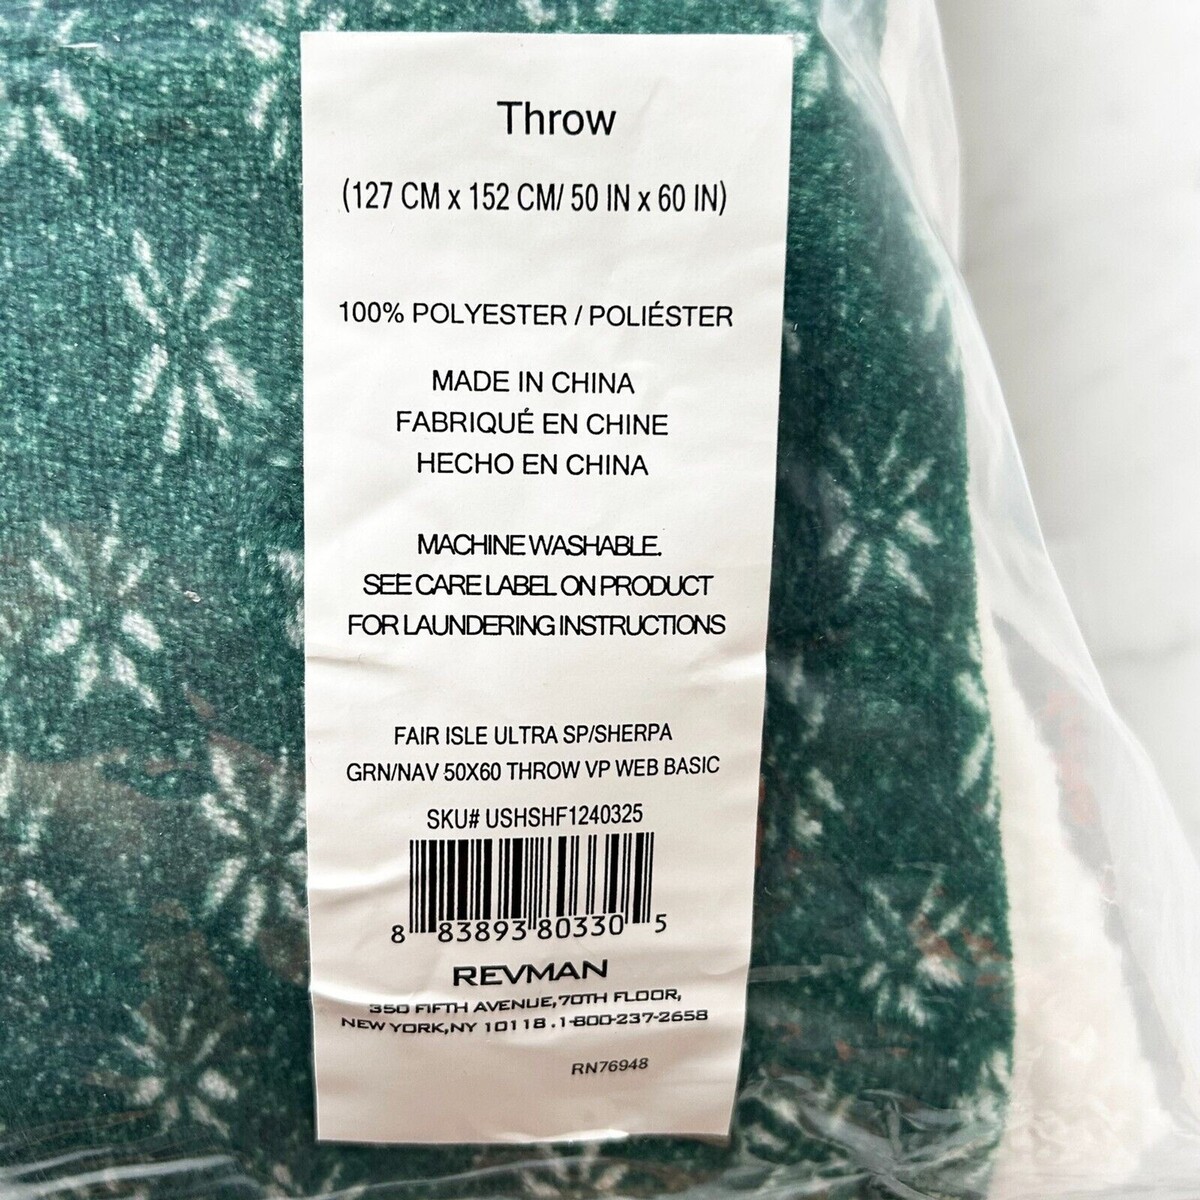 Throw
(127 CM x 152 CM/ 50 IN x 60 IN)
100% POLYESTER / POLIÉSTER
MADE IN CHINA
FABRIQUÉ EN CHINE
HECHO EN CHINA
MACHINE WASHABLE.
SEE CARE LABEL ON PRODUCT
FOR LAUNDERING INSTRUCTIONS
FAIR ISLE ULTRA SP/SHERPA
GRN/NAV 50X60 THROW VP WEB BASIC
SKU# USHSHF1240325
8 83893 80330 5
REVMAN
350 FIFTH AVENUE,70TH FLOOR,
NEW YORK,NY 10118 .1-800-237-2658
RN76948